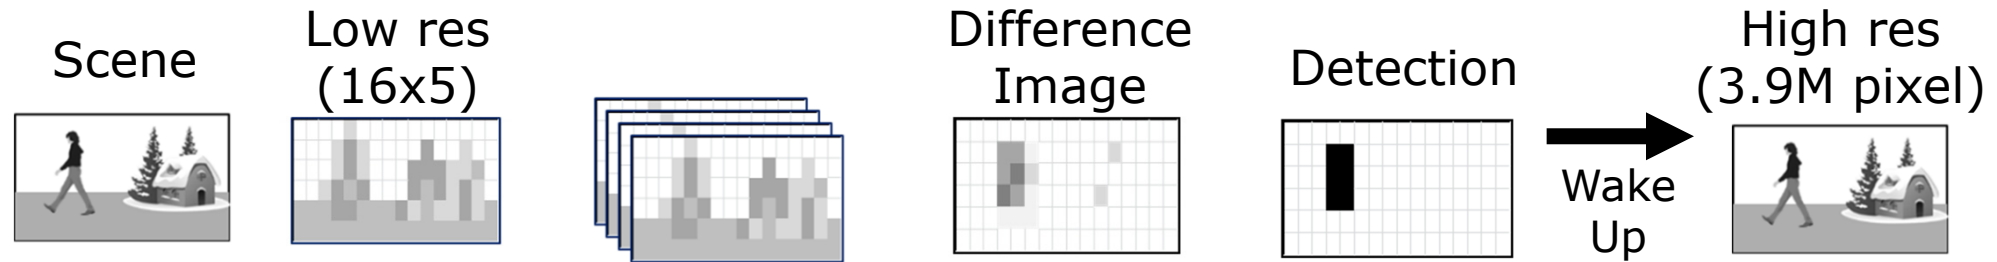 Scene
Low res
(16x5)
Difference
Image
Detection
Wake
Up
High res
(3.9M pixel)